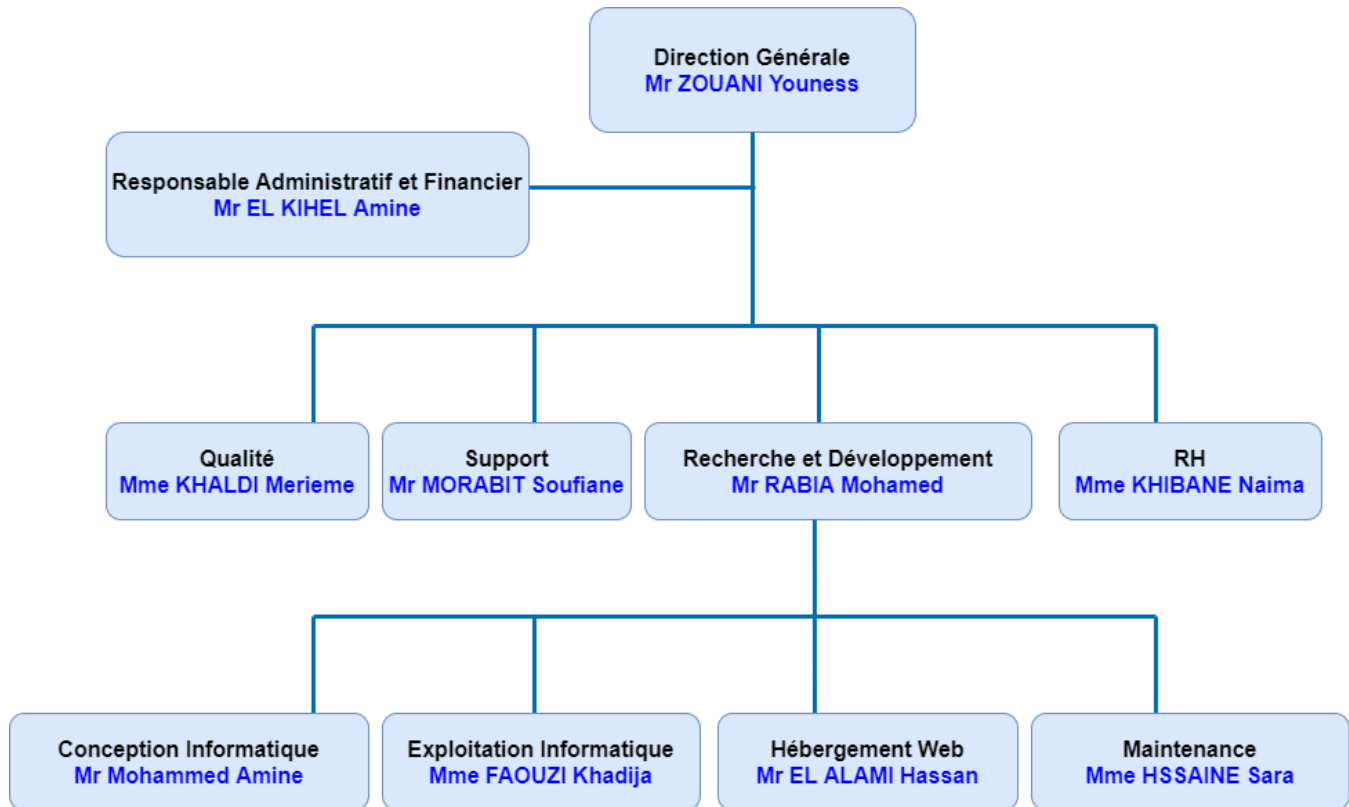 Direction Générale
Mr ZOUANI Youness
Responsable Administratif et Financier
Mr EL KIHEL Amine
Qualité
Mme KHALDI Merieme
Support
Mr MORABIT Soufiane
Recherche et Développement
Mr RABIA Mohamed
RH
Mme KHIBANE Naima
Conception Informatique
Mr Mohammed Amine
Exploitation Informatique
Mme FAOUZI Khadija
Hébergement Web
Mr EL ALAMI Hassan
Maintenance
Mme HSSAINE Sara